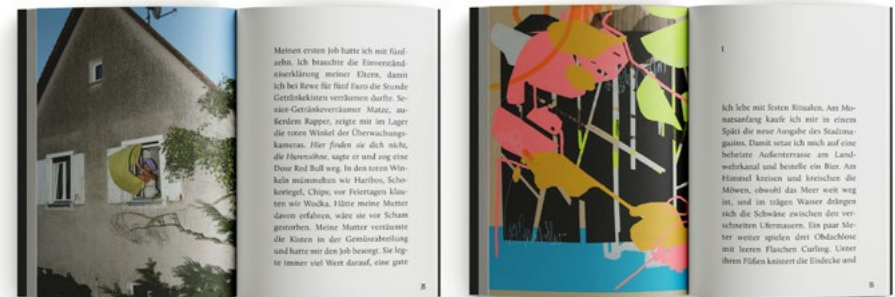 Meinen ersten Job hatte ich mit fünf-
zehn. Ich brauchte die Einverständ-
niserklärung meiner Eltern, damit
ich bei Rewe für fünf Euro die Stunde
Getränkekisten verräumen durfte. Se-
nior-Getränkeverräumer Matze, au-
ßerdem Rapper, zeigte mir im Lager
die toten Winkel der Überwachungs-
kameras. Hier finden sie dich nicht,
die Hurensöhne, sagte er und zog eine
Dose Red Bull weg. In den toten Win-
keln mümmelten wir Haribos, Scho-
koriegel, Chips; vor Feiertagen klau-
ten wir Wodka. Hätte meine Mutter
davon erfahren, wäre sie vor Scham
gestorben. Meine Mutter verräumte
die Kisten in der Gemüseabteilung
und hatte mir den Job besorgt. Sie leg-
te immer viel Wert darauf, eine gute
I
Ich lebe mit festen Ritualen. Am Mo-
natsanfang kaufe ich mir in einem
Späti die neue Ausgabe des Stadtma-
gazins. Damit setze ich mich auf eine
beheizte Außenterrasse am Land-
wehrkanal und bestelle ein Bier. Am
Himmel kreisen und kreischen die
Möwen, obwohl das Meer weit weg
ist, und im trägen Wasser drängen
sich die Schwäne zwischen den ver-
schneiten Ufermauern. Ein paar Me-
ter weiter spielen drei Obdachlose
mit leeren Flaschen Curling. Unter
ihren Füßen knistert die Eisdecke und